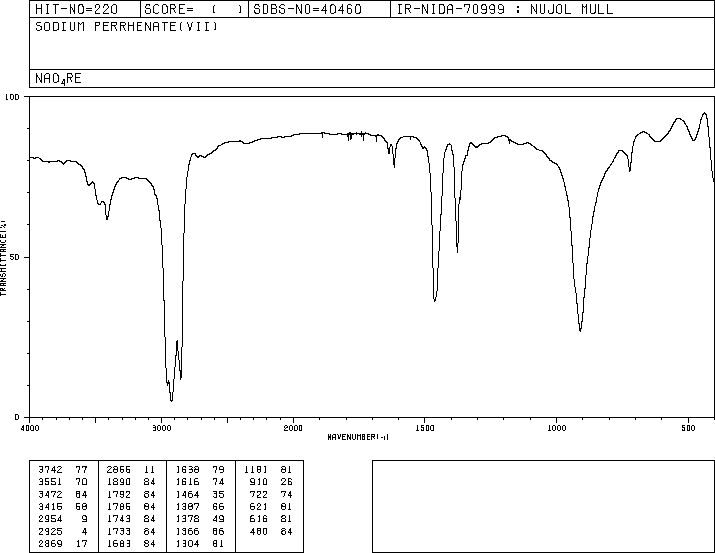 HIT-NO=220 SCORE= ( ) SDBS-NO=40460 IR-NIDA-70999 : NUJOL MULL
SODIUM PERRHENATE(VII)
NAO4RE
100
50
0
TRANSMITTANCE(%)
4000 3000 2000 1500 1000 500
WAVENUMBER(-1)
3742 77 2866 11 1638 79 1181 81
3551 70 1890 84 1616 74 910 26
3472 64 1792 84 1464 35 722 74
3415 60 1786 84 1387 66 621 81
2954 9 1743 84 1378 49 616 81
2925 4 1733 84 1366 66 480 84
2869 17 1683 84 1304 81